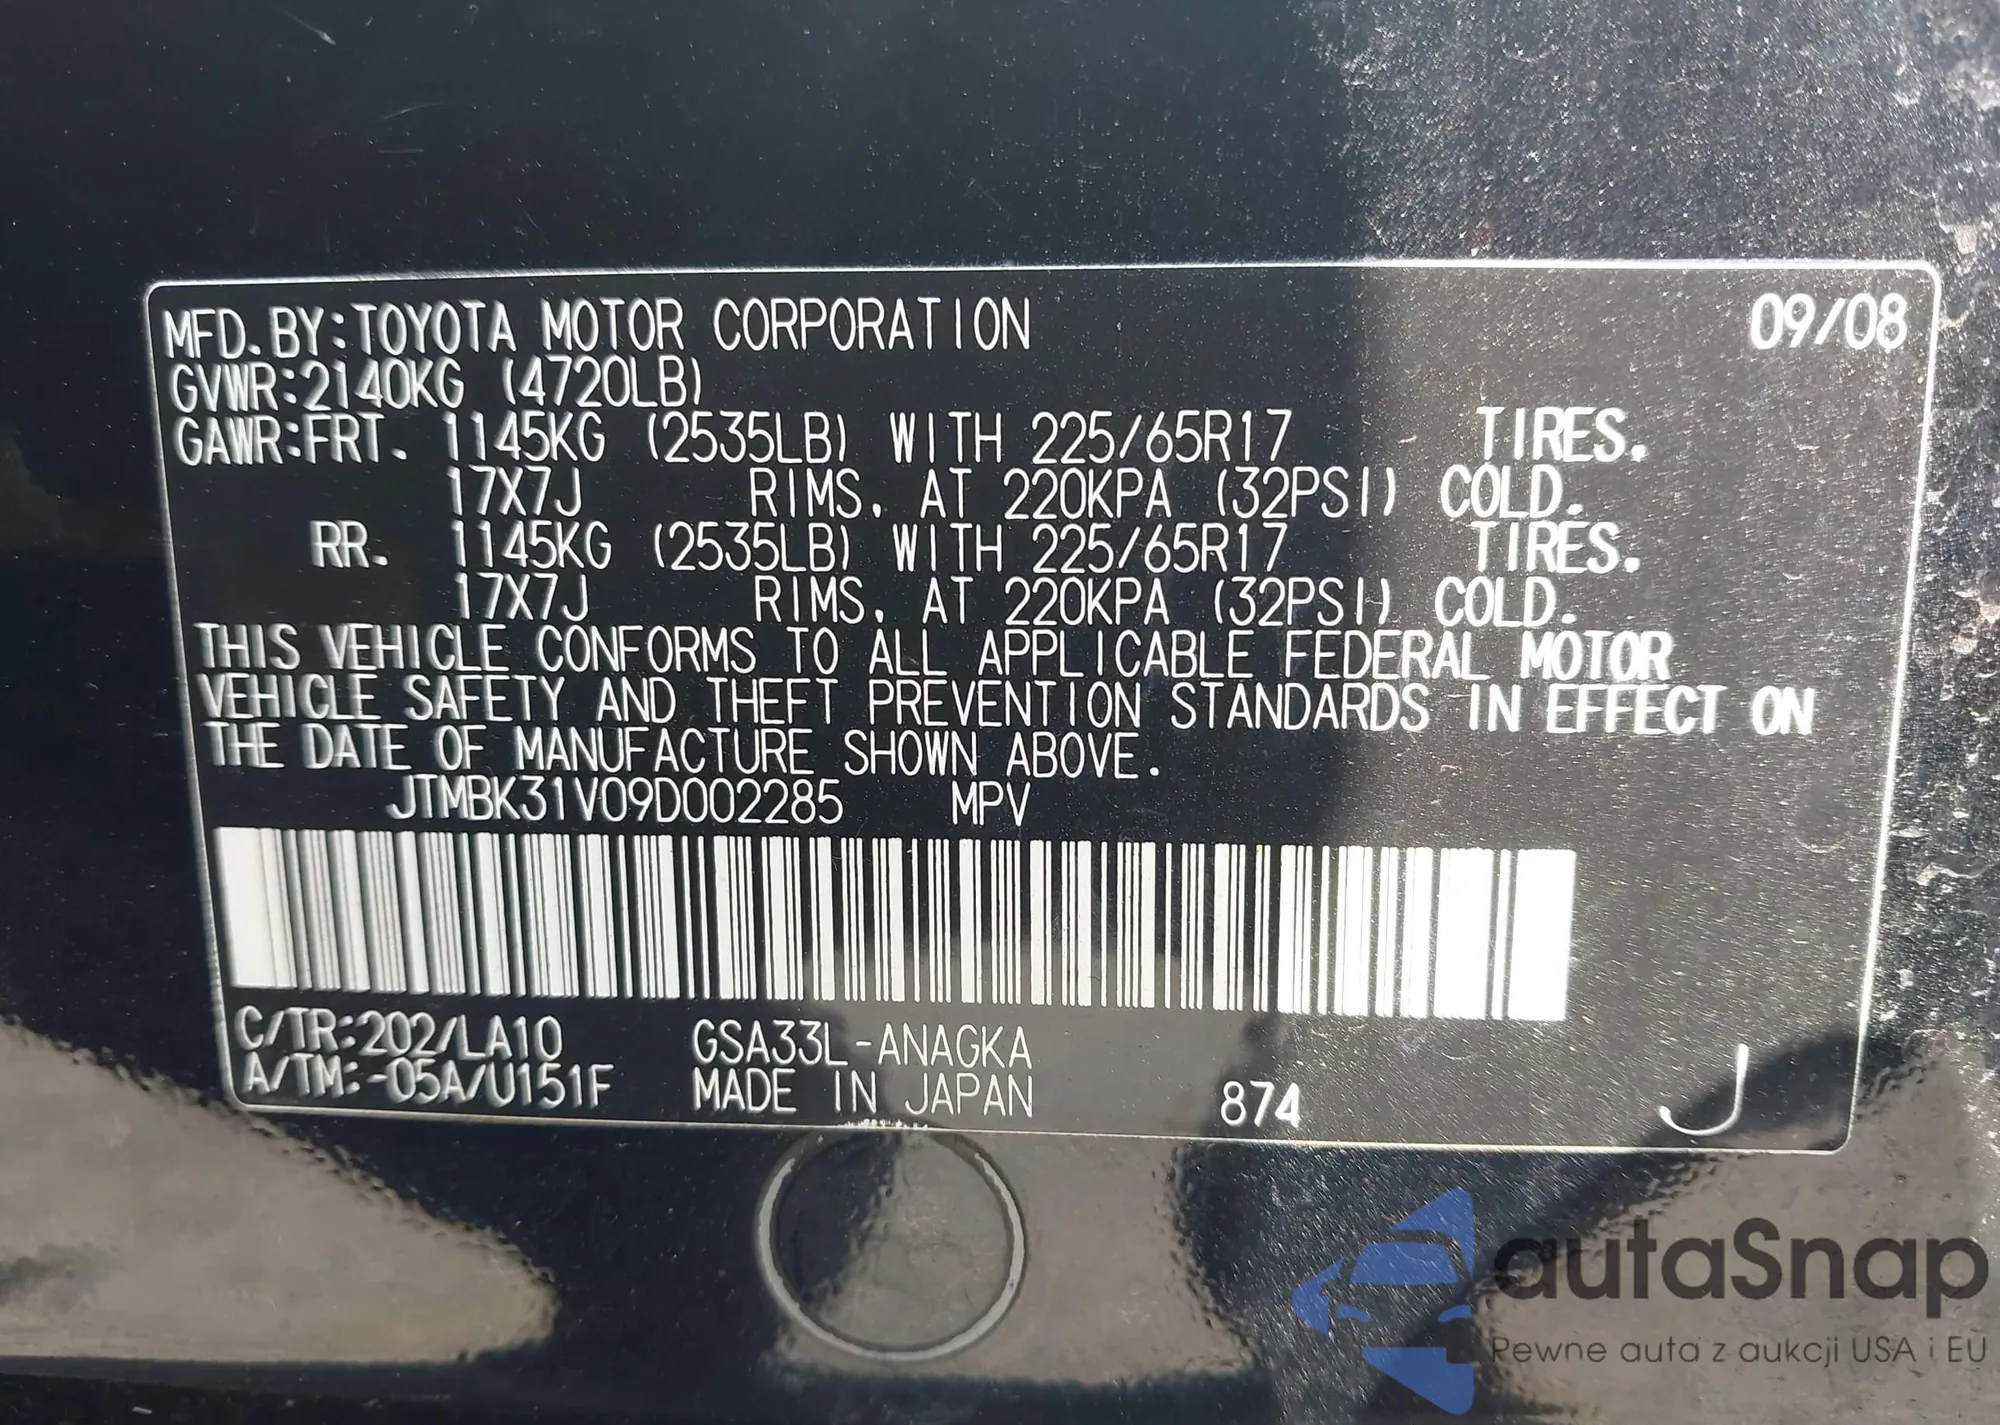 MFD.BY:TOYOTA MOTOR CORPORATION 09/08
GVWR:2140KG (4720LB)
GAWR:FRT. 1145KG (2535LB) WITH 225/65R17 TIRES.
17X7J RIMS, AT 220KPA (32PSI) COLD.
RR. 1145KG (2535LB) WITH 225/65R17 TIRES.
17X7J RIMS, AT 220KPA (32PSI) COLD.
THIS VEHICLE CONFORMS TO ALL APPLICABLE FEDERAL MOTOR
VEHICLE SAFETY AND THEFT PREVENTION STANDARDS IN EFFECT ON
THE DATE OF MANUFACTURE SHOWN ABOVE.
JTMBK31V09D002285 MPV
C/TR:202/LA10 GSA33L-ANAGKA
A/TM:-05A/U151F MADE IN JAPAN 874 J
autaSnap
Pewne auta z aukcji USA i EU